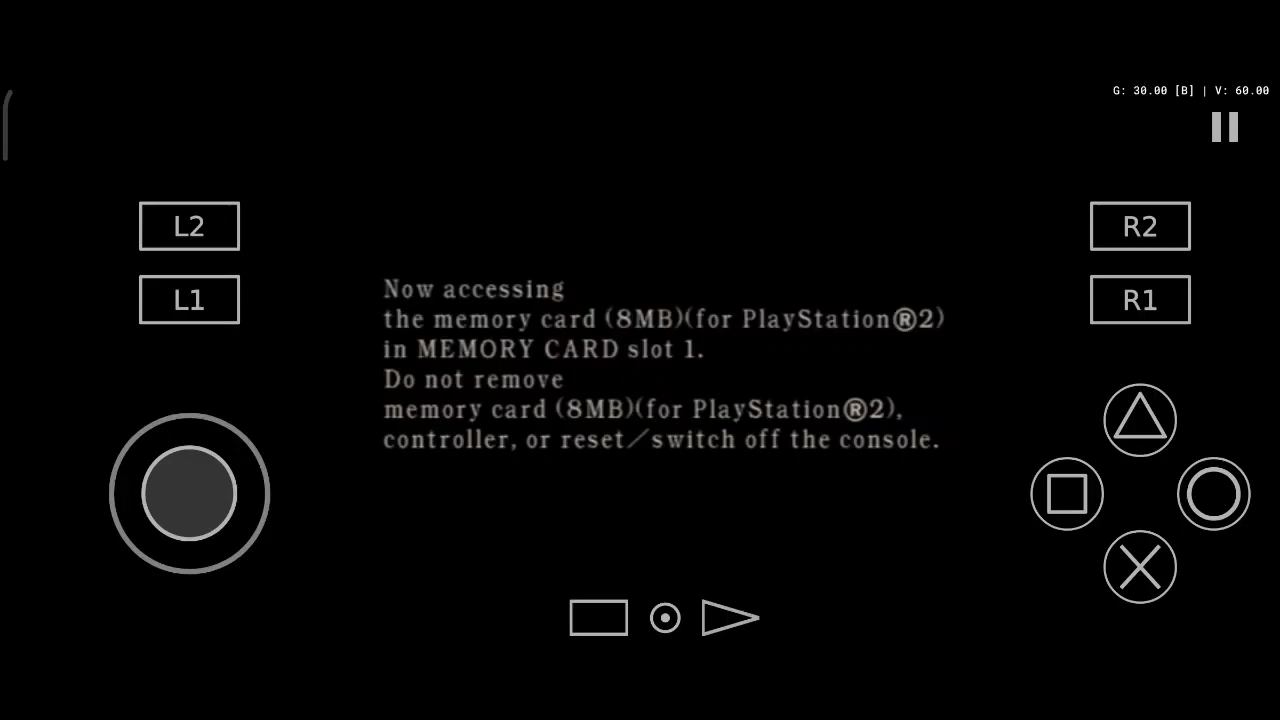 G: 30.00 [B] | V: 60.00
L2
R2
L1
R1
Now accessing
the memory card (8MB)(for PlayStation®2)
in MEMORY CARD slot 1.
Do not remove
memory card (8MB)(for PlayStation®2),
controller, or reset/switch off the console.